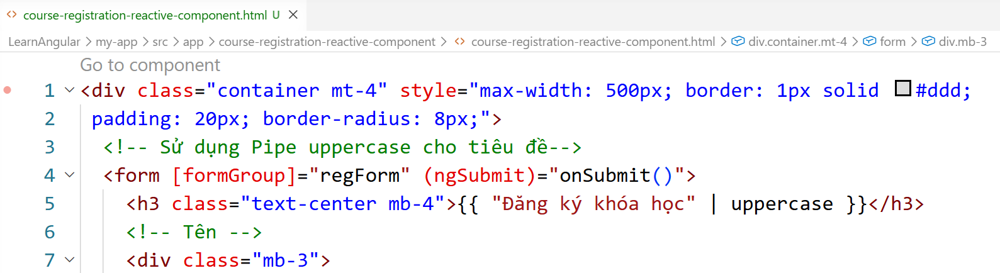 course-registration-reactive-component.html U
LearnAngular > my-app > src > app > course-registration-reactive-component > course-registration-reactive-component.html > div.container.mt-4 > form > div.mb-3
Go to component
1 <div class="container mt-4" style="max-width: 500px; border: 1px solid #ddd;
2 padding: 20px; border-radius: 8px;">
3 <!-- Sử dụng Pipe uppercase cho tiêu đề-->
4 <form [formGroup]="regForm" (ngSubmit)="onSubmit()">
5 <h3 class="text-center mb-4">{{ "Đăng ký khóa học" | uppercase }}</h3>
6 <!-- Tên -->
7 <div class="mb-3">